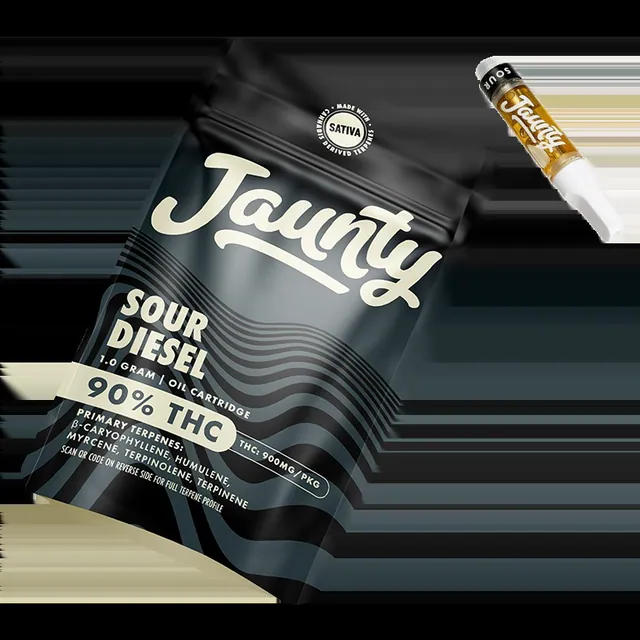 MADE WITH
SATIVA
CANNABIS DERIVED TERPENES
Jaunty
SOUR
DIESEL
1.0 GRAM | OIL CARTRIDGE
90% THC
THC: 900MG/PKG
PRIMARY TERPENES:
β-CARYOPHYLLENE, HUMULENE,
MYRCENE, TERPINOLENE, TERPINENE
SCAN QR CODE ON REVERSE SIDE FOR FULL TERPENE PROFILE
SOUR
Jaunty